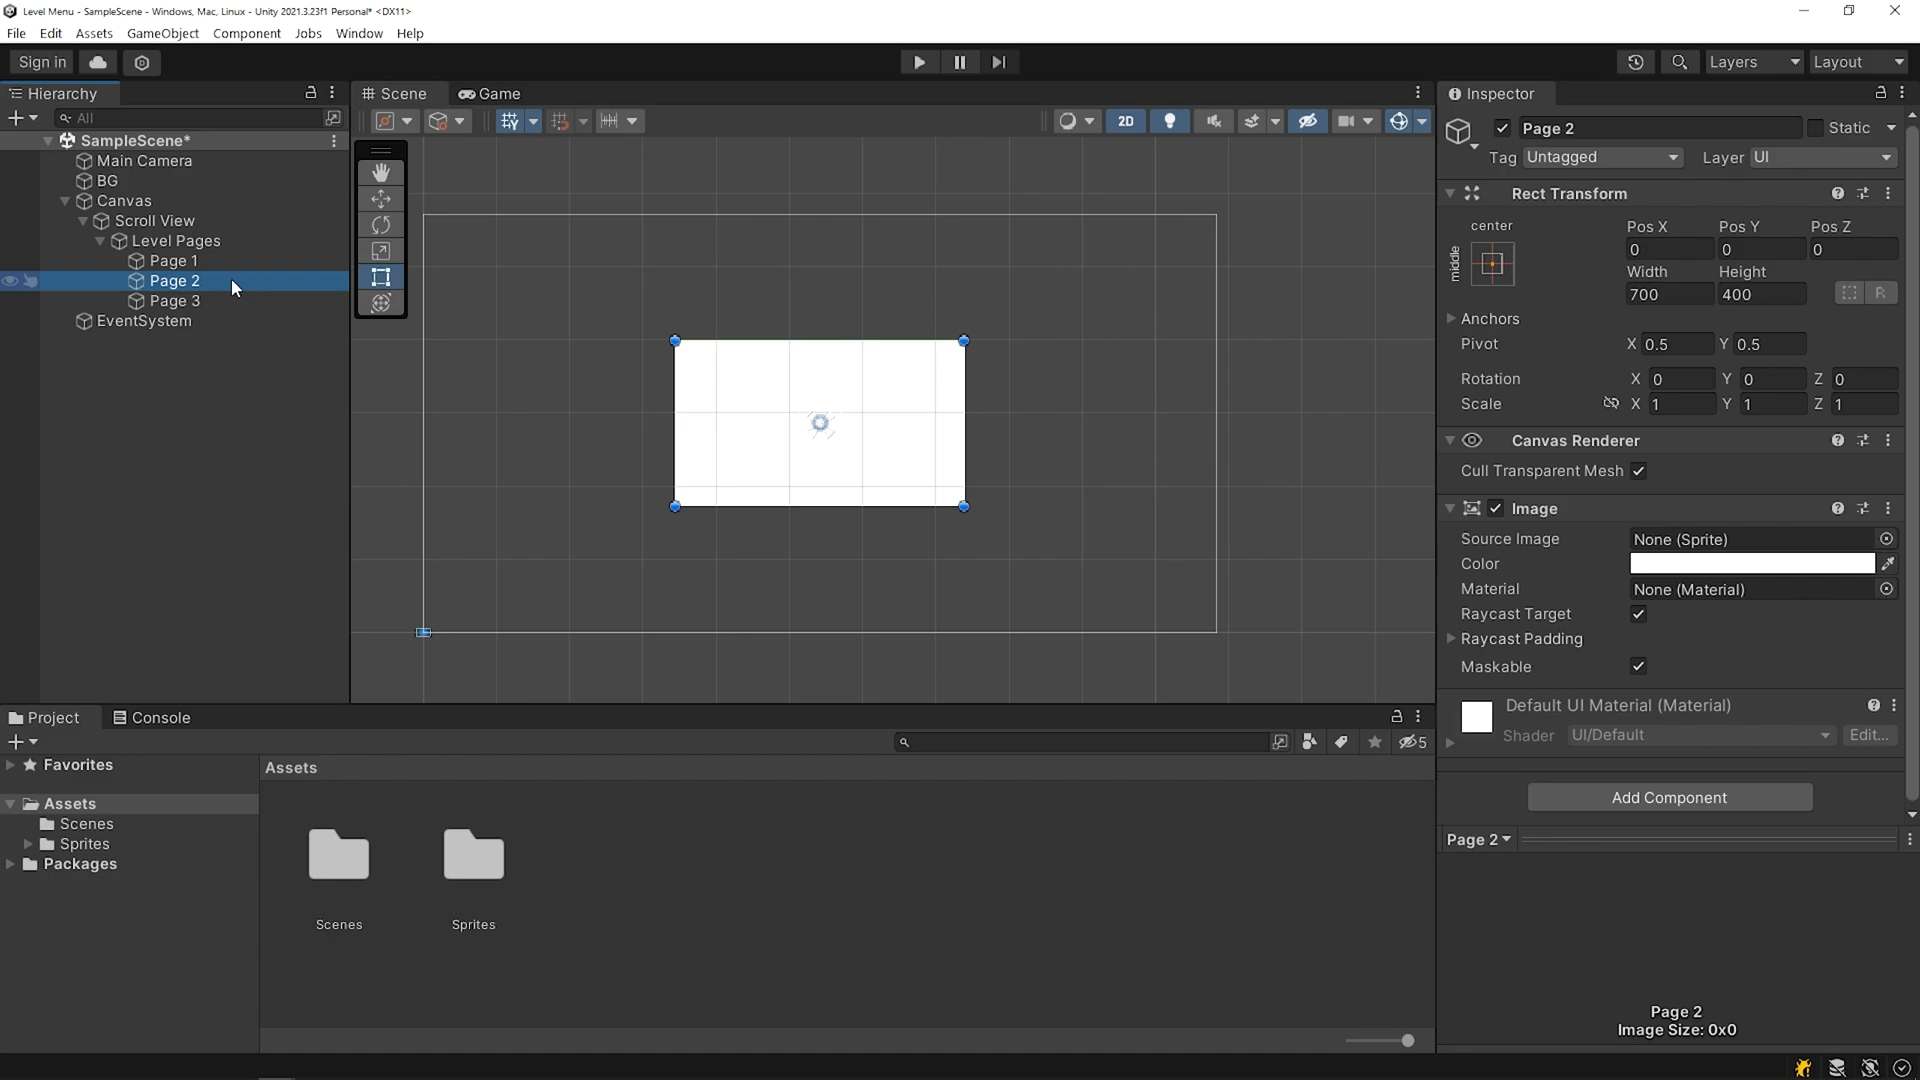 Level Menu - SampleScene - Windows, Mac, Linux - Unity 2021.3.23f1 Personal* <DX11>
File Edit Assets GameObject Component Jobs Window Help
Sign in
Layers
Layout
Hierarchy
All
SampleScene*
Main Camera
BG
Canvas
Scroll View
Level Pages
Page 1
Page 2
Page 3
EventSystem
Scene
Game
2D
Inspector
Page 2
Static
Tag Untagged
Layer UI
Rect Transform
center
middle
Pos X Pos Y Pos Z
0 0 0
Width Height
700 400
R
Anchors
Pivot X 0.5 Y 0.5
Rotation X 0 Y 0 Z 0
Scale X 1 Y 1 Z 1
Canvas Renderer
Cull Transparent Mesh
Image
Source Image None (Sprite)
Color
Material None (Material)
Raycast Target
Raycast Padding
Maskable
Default UI Material (Material)
Shader UI/Default Edit...
Add Component
Page 2
Page 2
Image Size: 0x0
Project
Console
5
Favorites
Assets
Scenes
Sprites
Packages
Assets
Scenes
Sprites